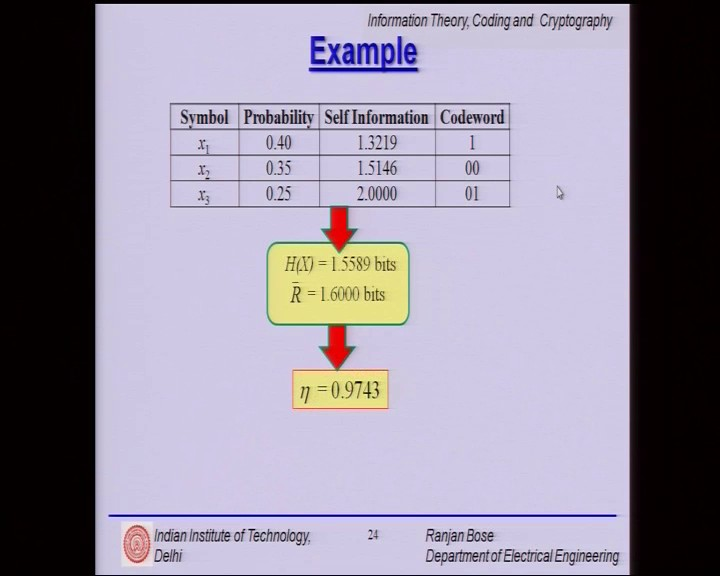 Information Theory, Coding and Cryptography
Example
Symbol Probability Self Information Codeword
x1 0.40 1.3219 1
x2 0.35 1.5146 00
x3 0.25 2.0000 01
H(X) = 1.5589 bits
R̄ = 1.6000 bits
η = 0.9743
Indian Institute of Technology, Delhi
24
Ranjan Bose
Department of Electrical Engineering